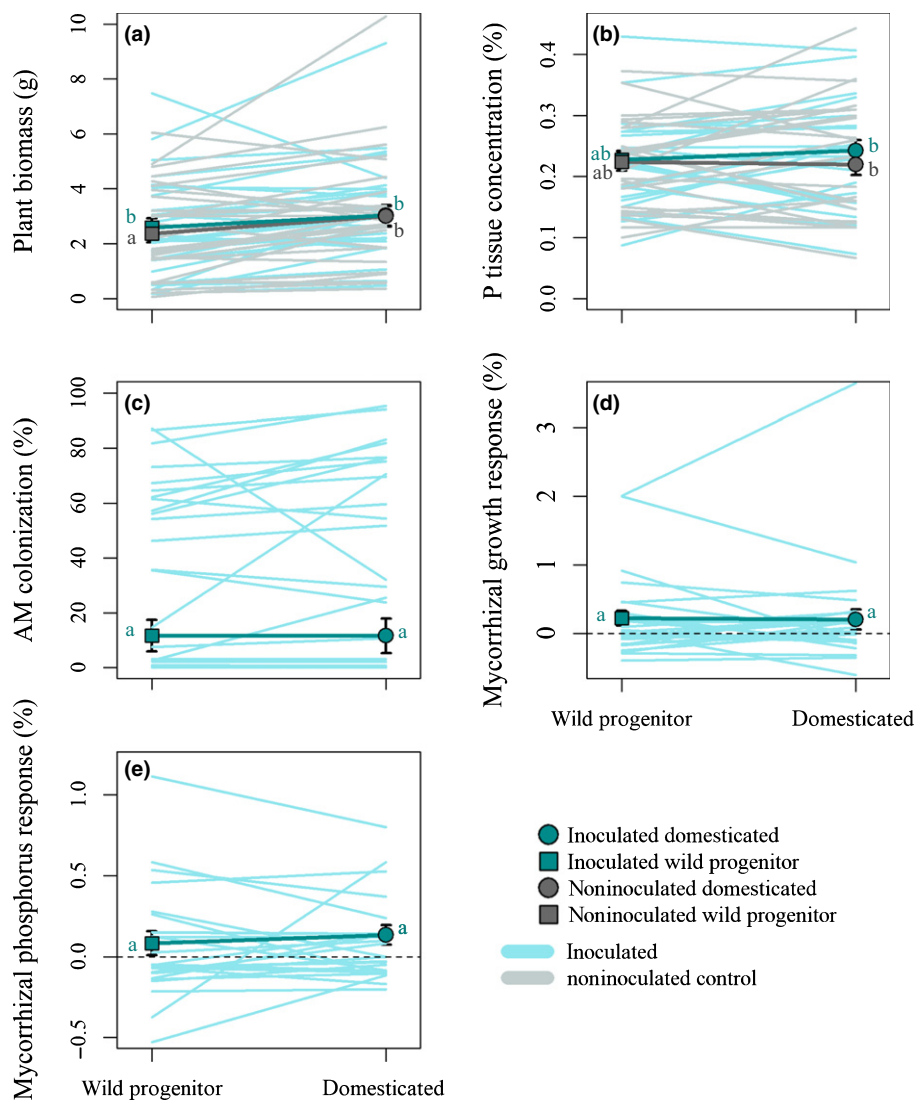 (a)
Plant biomass (g)
10
8
6
4
2
0
b
a
b
b
(b)
P tissue concentration (%)
0.4
0.3
0.2
0.1
0.0
ab
ab
b
b
(c)
AM colonization (%)
100
80
60
40
20
0
a
a
(d)
Mycorrhizal growth response (%)
3
2
1
0
a
a
Wild progenitor
Domesticated
(e)
Mycorrhizal phosphorus response (%)
1.0
0.5
0.0
−0.5
a
a
Wild progenitor
Domesticated
Inoculated domesticated
Inoculated wild progenitor
Noninoculated domesticated
Noninoculated wild progenitor
Inoculated
noninoculated control